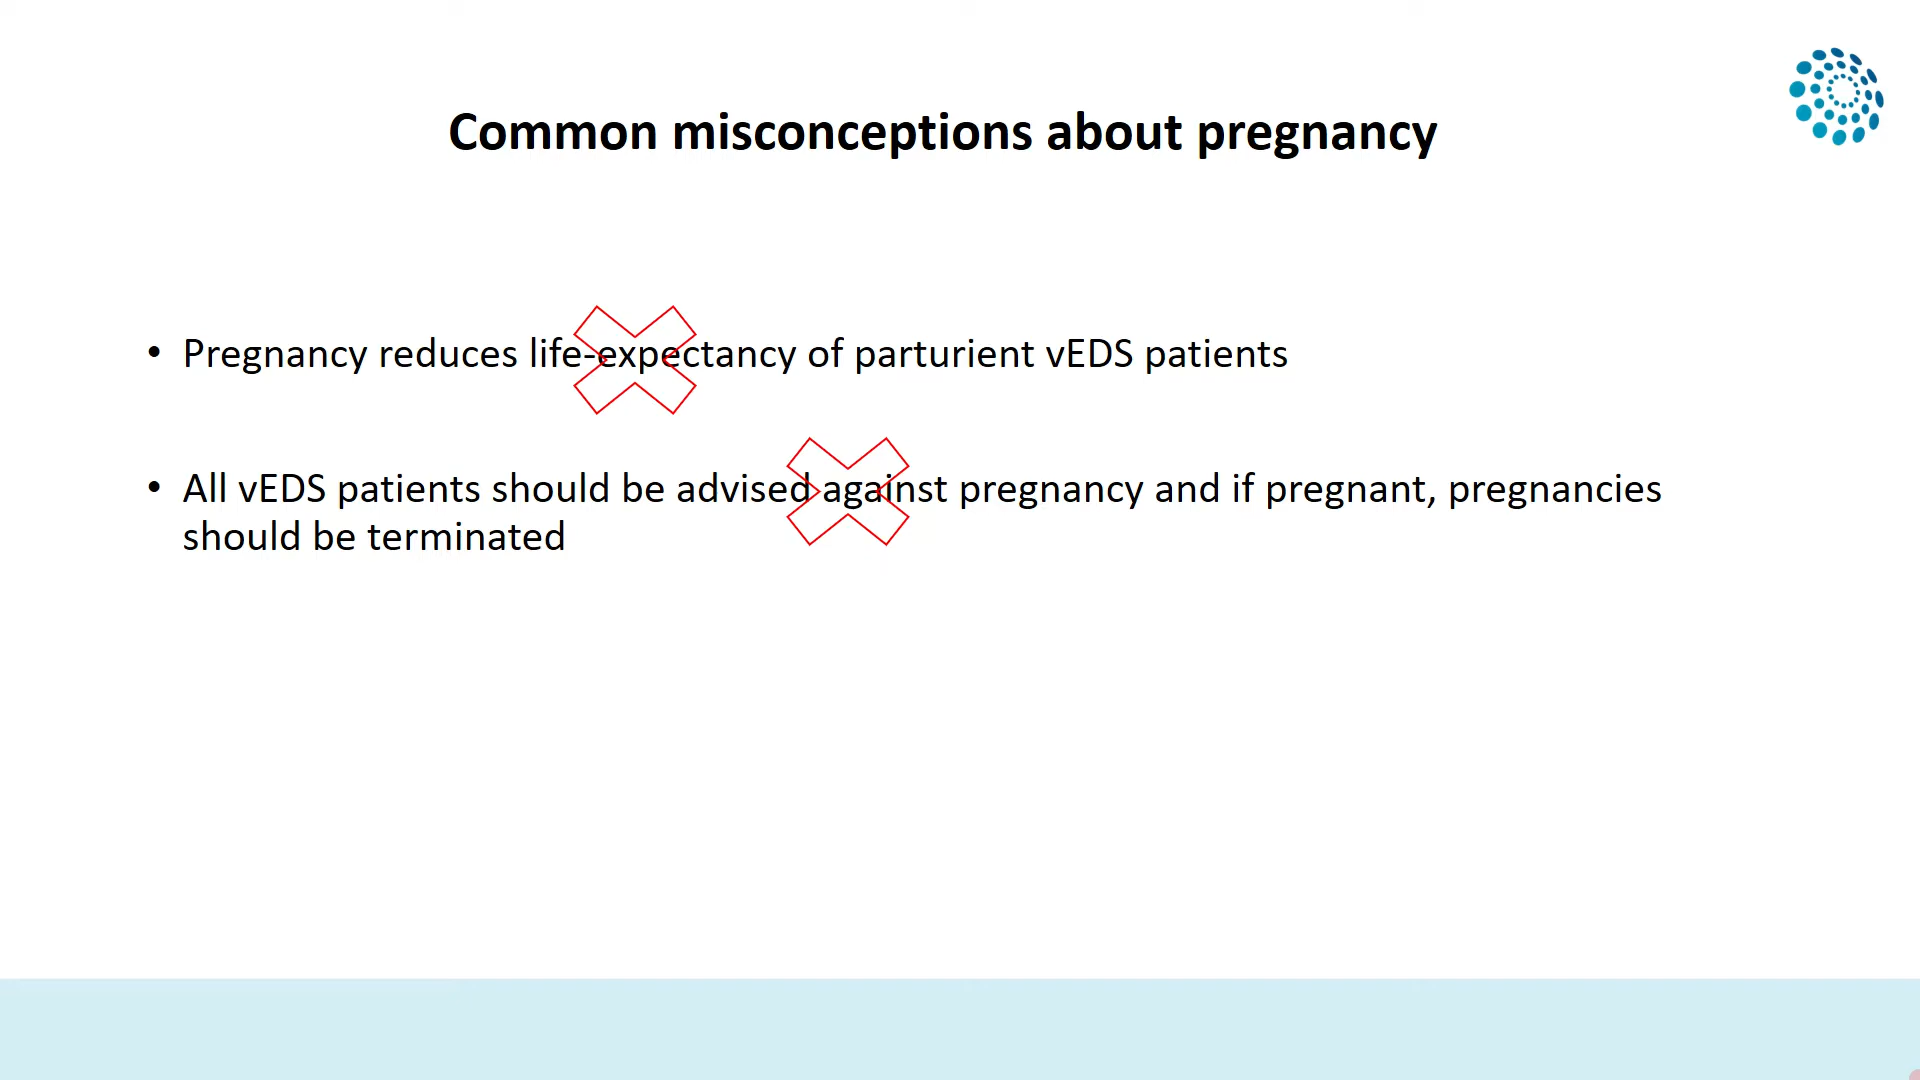 Common misconceptions about pregnancy
• Pregnancy reduces life-expectancy of parturient vEDS patients
• All vEDS patients should be advised against pregnancy and if pregnant, pregnancies
should be terminated